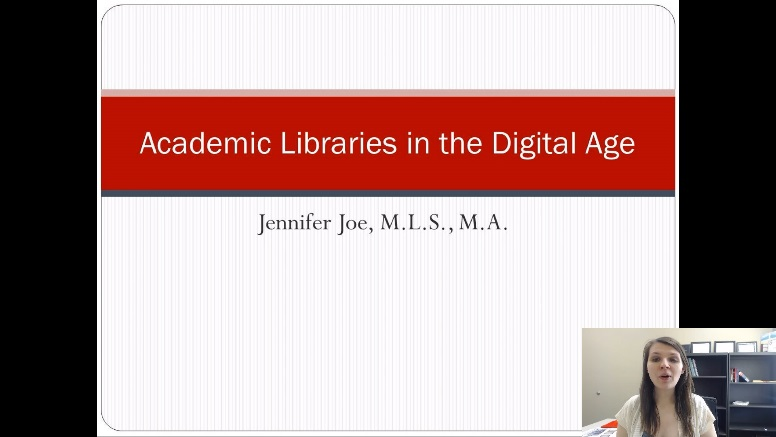 Academic Libraries in the Digital Age
Jennifer Joe, M.L.S., M.A.